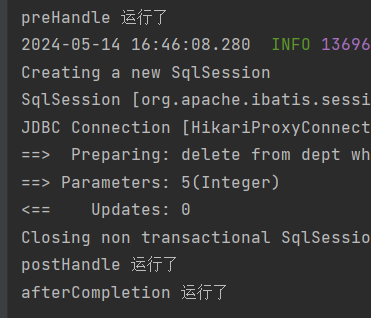 preHandle 运行了
2024-05-14 16:46:08.280  INFO 13696
Creating a new SqlSession
SqlSession [org.apache.ibatis.sessi
JDBC Connection [HikariProxyConnect
==>  Preparing: delete from dept wh
==> Parameters: 5(Integer)
<==    Updates: 0
Closing non transactional SqlSessio
postHandle 运行了
afterCompletion 运行了